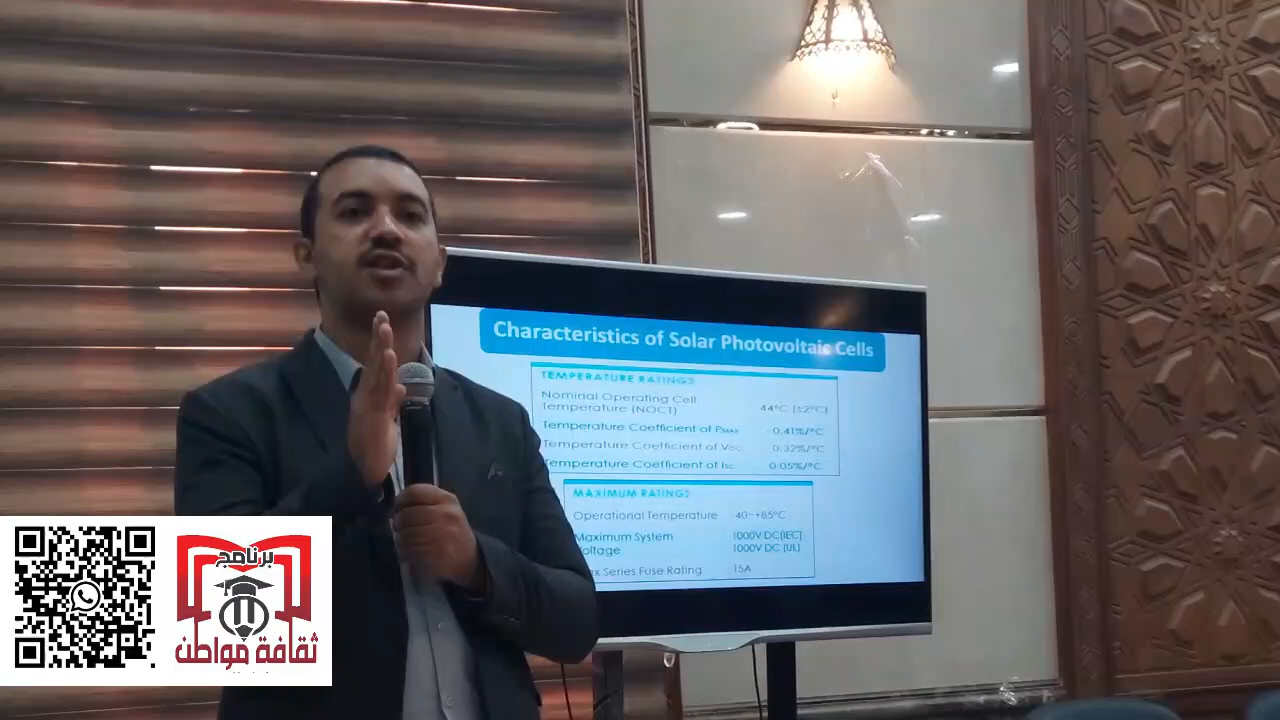 Characteristics of Solar Photovoltaic Cells
TEMPERATURE RATINGS
Nominal Operating Cell
Temperature (NOCT) 44°C (±2°C)
Temperature Coefficient of PMAX - 0.41%/°C
Temperature Coefficient of VOC 0.32%/°C
Temperature Coefficient of ISC 0.05%/°C
MAXIMUM RATINGS
Operational Temperature -40~+85°C
Maximum System 1000V DC(IEC)
Voltage 1000V DC (UL)
Series Fuse Rating 15A
برنامج
ثقافة مواطن